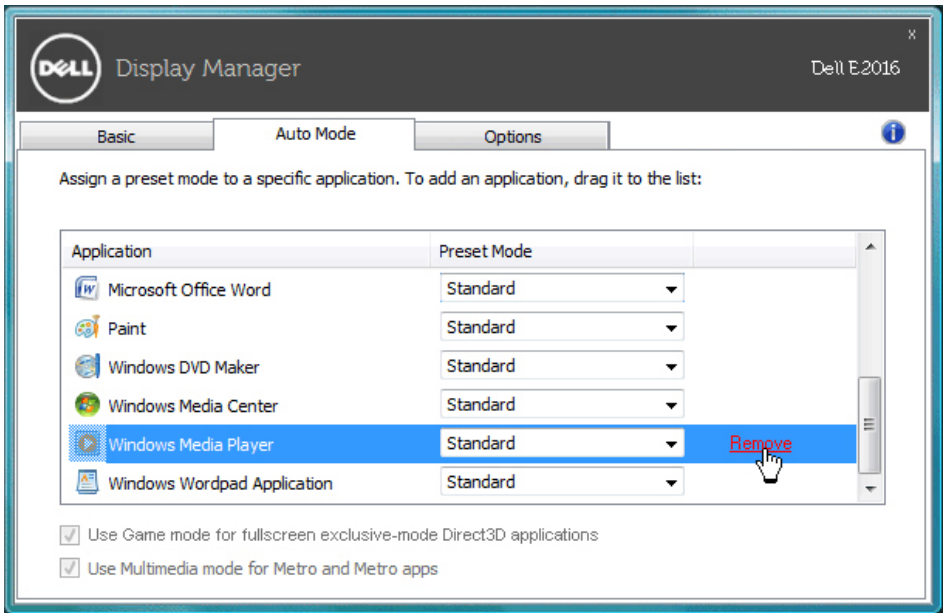 DELL
Display Manager
x
Dell E2016
Basic
Auto Mode
Options
Assign a preset mode to a specific application. To add an application, drag it to the list:
Application Preset Mode
Microsoft Office Word Standard
Paint Standard
Windows DVD Maker Standard
Windows Media Center Standard
Windows Media Player Standard Remove
Windows Wordpad Application Standard
Use Game mode for fullscreen exclusive-mode Direct3D applications
Use Multimedia mode for Metro and Metro apps